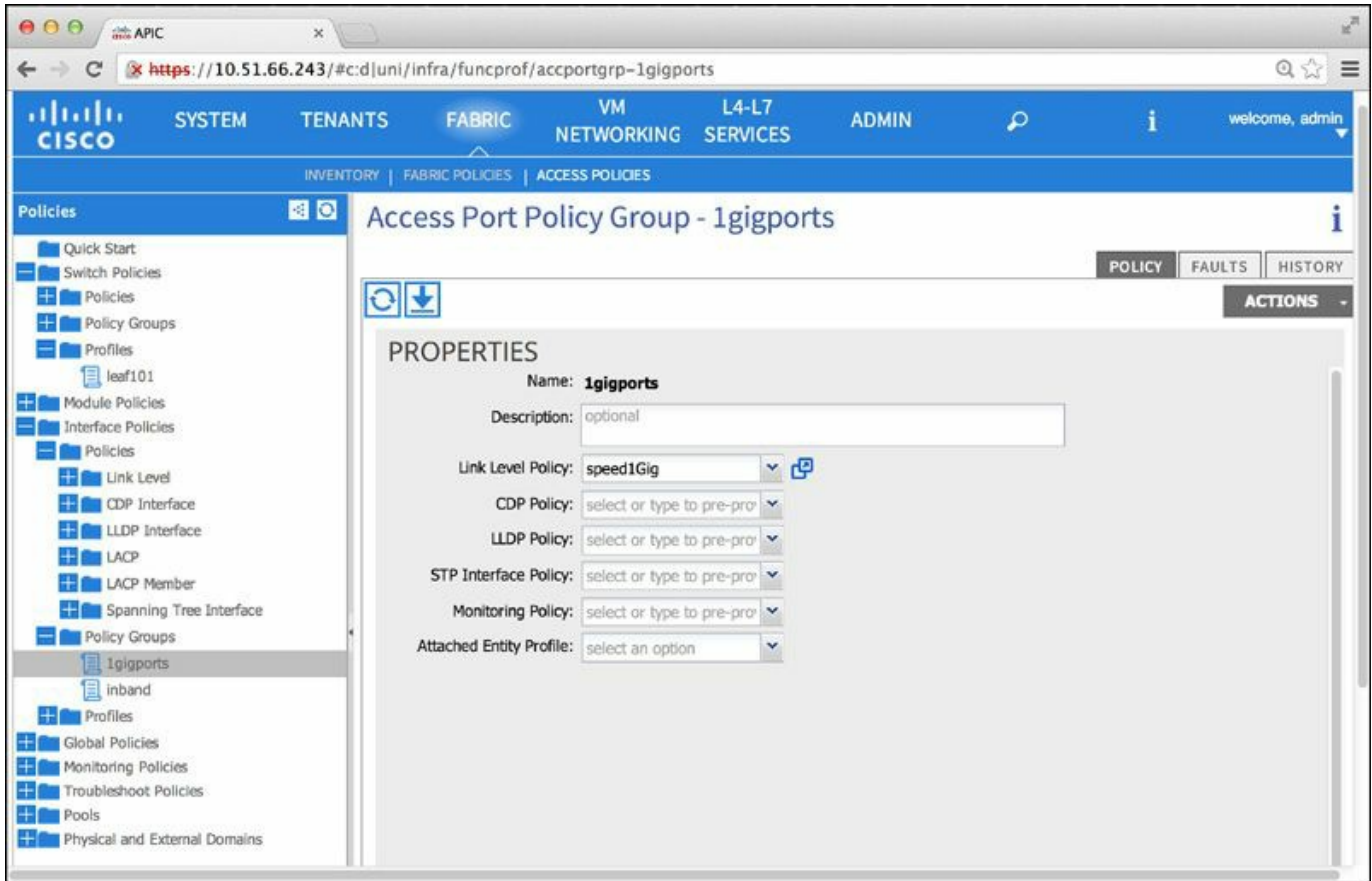 APIC
https://10.51.66.243/#c:d|uni/infra/funcprof/accportgrp-1gigports
CISCO
SYSTEM
TENANTS
FABRIC
VM NETWORKING
L4-L7 SERVICES
ADMIN
i
welcome, admin
INVENTORY | FABRIC POLICIES | ACCESS POLICIES
Policies
Quick Start
Switch Policies
Policies
Policy Groups
Profiles
leaf101
Module Policies
Interface Policies
Policies
Link Level
CDP Interface
LLDP Interface
LACP
LACP Member
Spanning Tree Interface
Policy Groups
1gigports
inband
Profiles
Global Policies
Monitoring Policies
Troubleshoot Policies
Pools
Physical and External Domains
Access Port Policy Group - 1gigports
i
POLICY FAULTS HISTORY
ACTIONS
PROPERTIES
Name: 1gigports
Description: optional
Link Level Policy: speed1Gig
CDP Policy: select or type to pre-pro
LLDP Policy: select or type to pre-pro
STP Interface Policy: select or type to pre-pro
Monitoring Policy: select or type to pre-pro
Attached Entity Profile: select an option